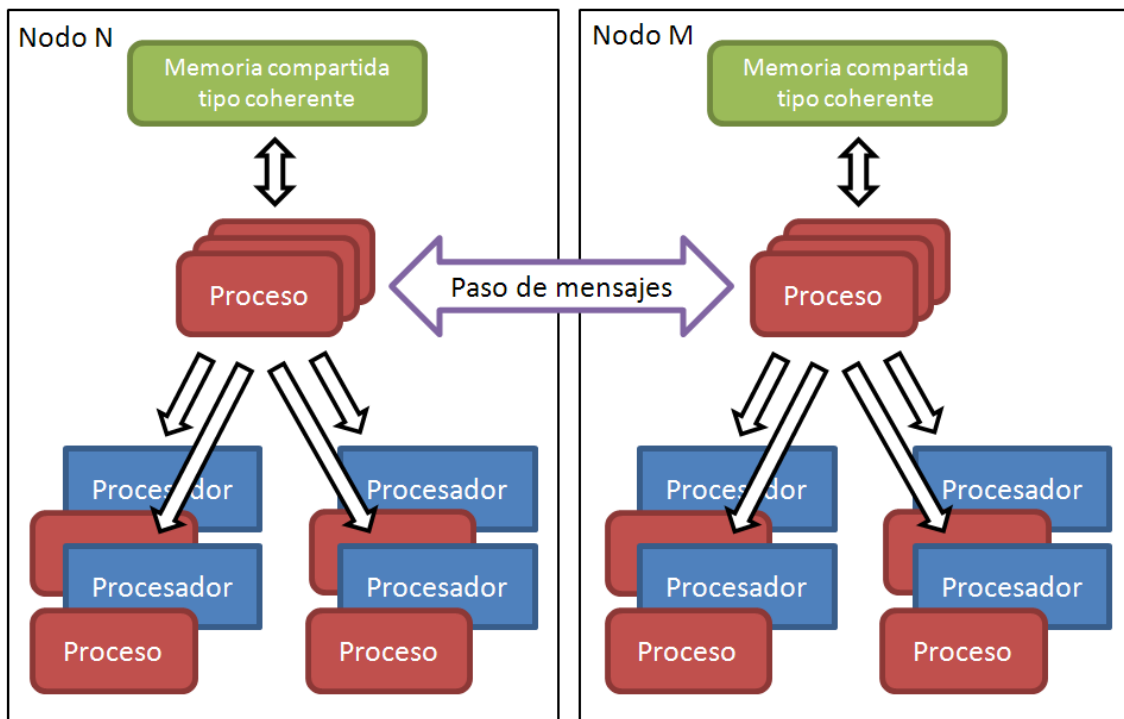 Nodo N
Memoria compartida
tipo coherente
Proceso
Procesador
Procesador
Procesador
Procesador
Proceso
Proceso
Paso de mensajes
Nodo M
Memoria compartida
tipo coherente
Proceso
Procesador
Procesador
Procesador
Procesador
Proceso
Proceso